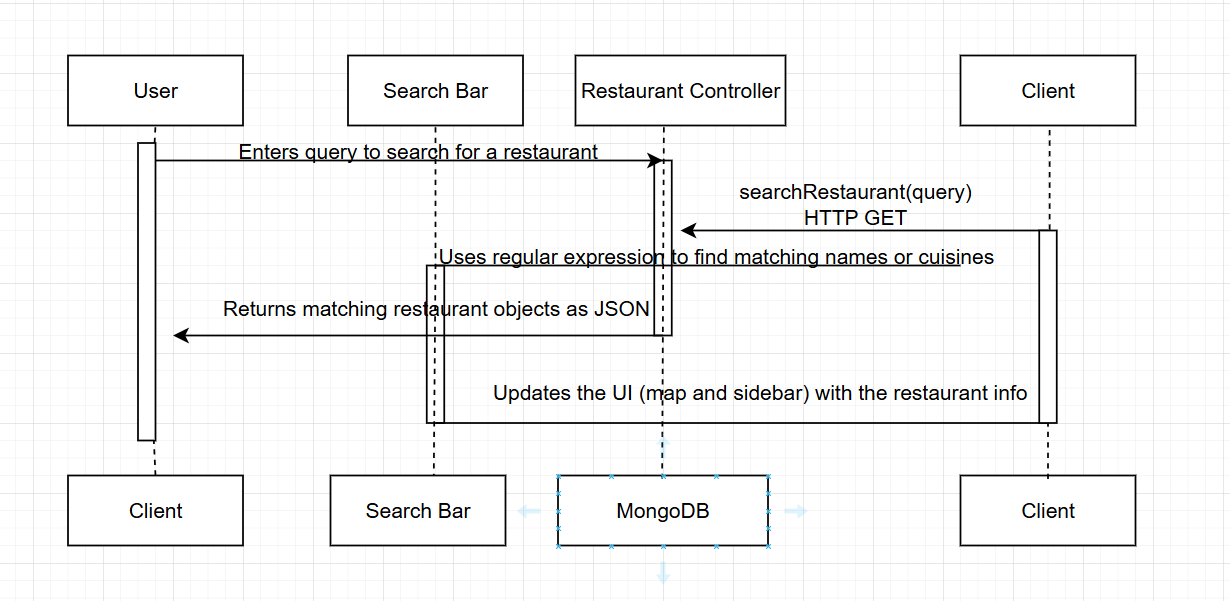 User
Search Bar
Restaurant Controller
Client
Enters query to search for a restaurant
searchRestaurant(query)
HTTP GET
Uses regular expression to find matching names or cuisines
Returns matching restaurant objects as JSON
Updates the UI (map and sidebar) with the restaurant info
Client
Search Bar
MongoDB
Client